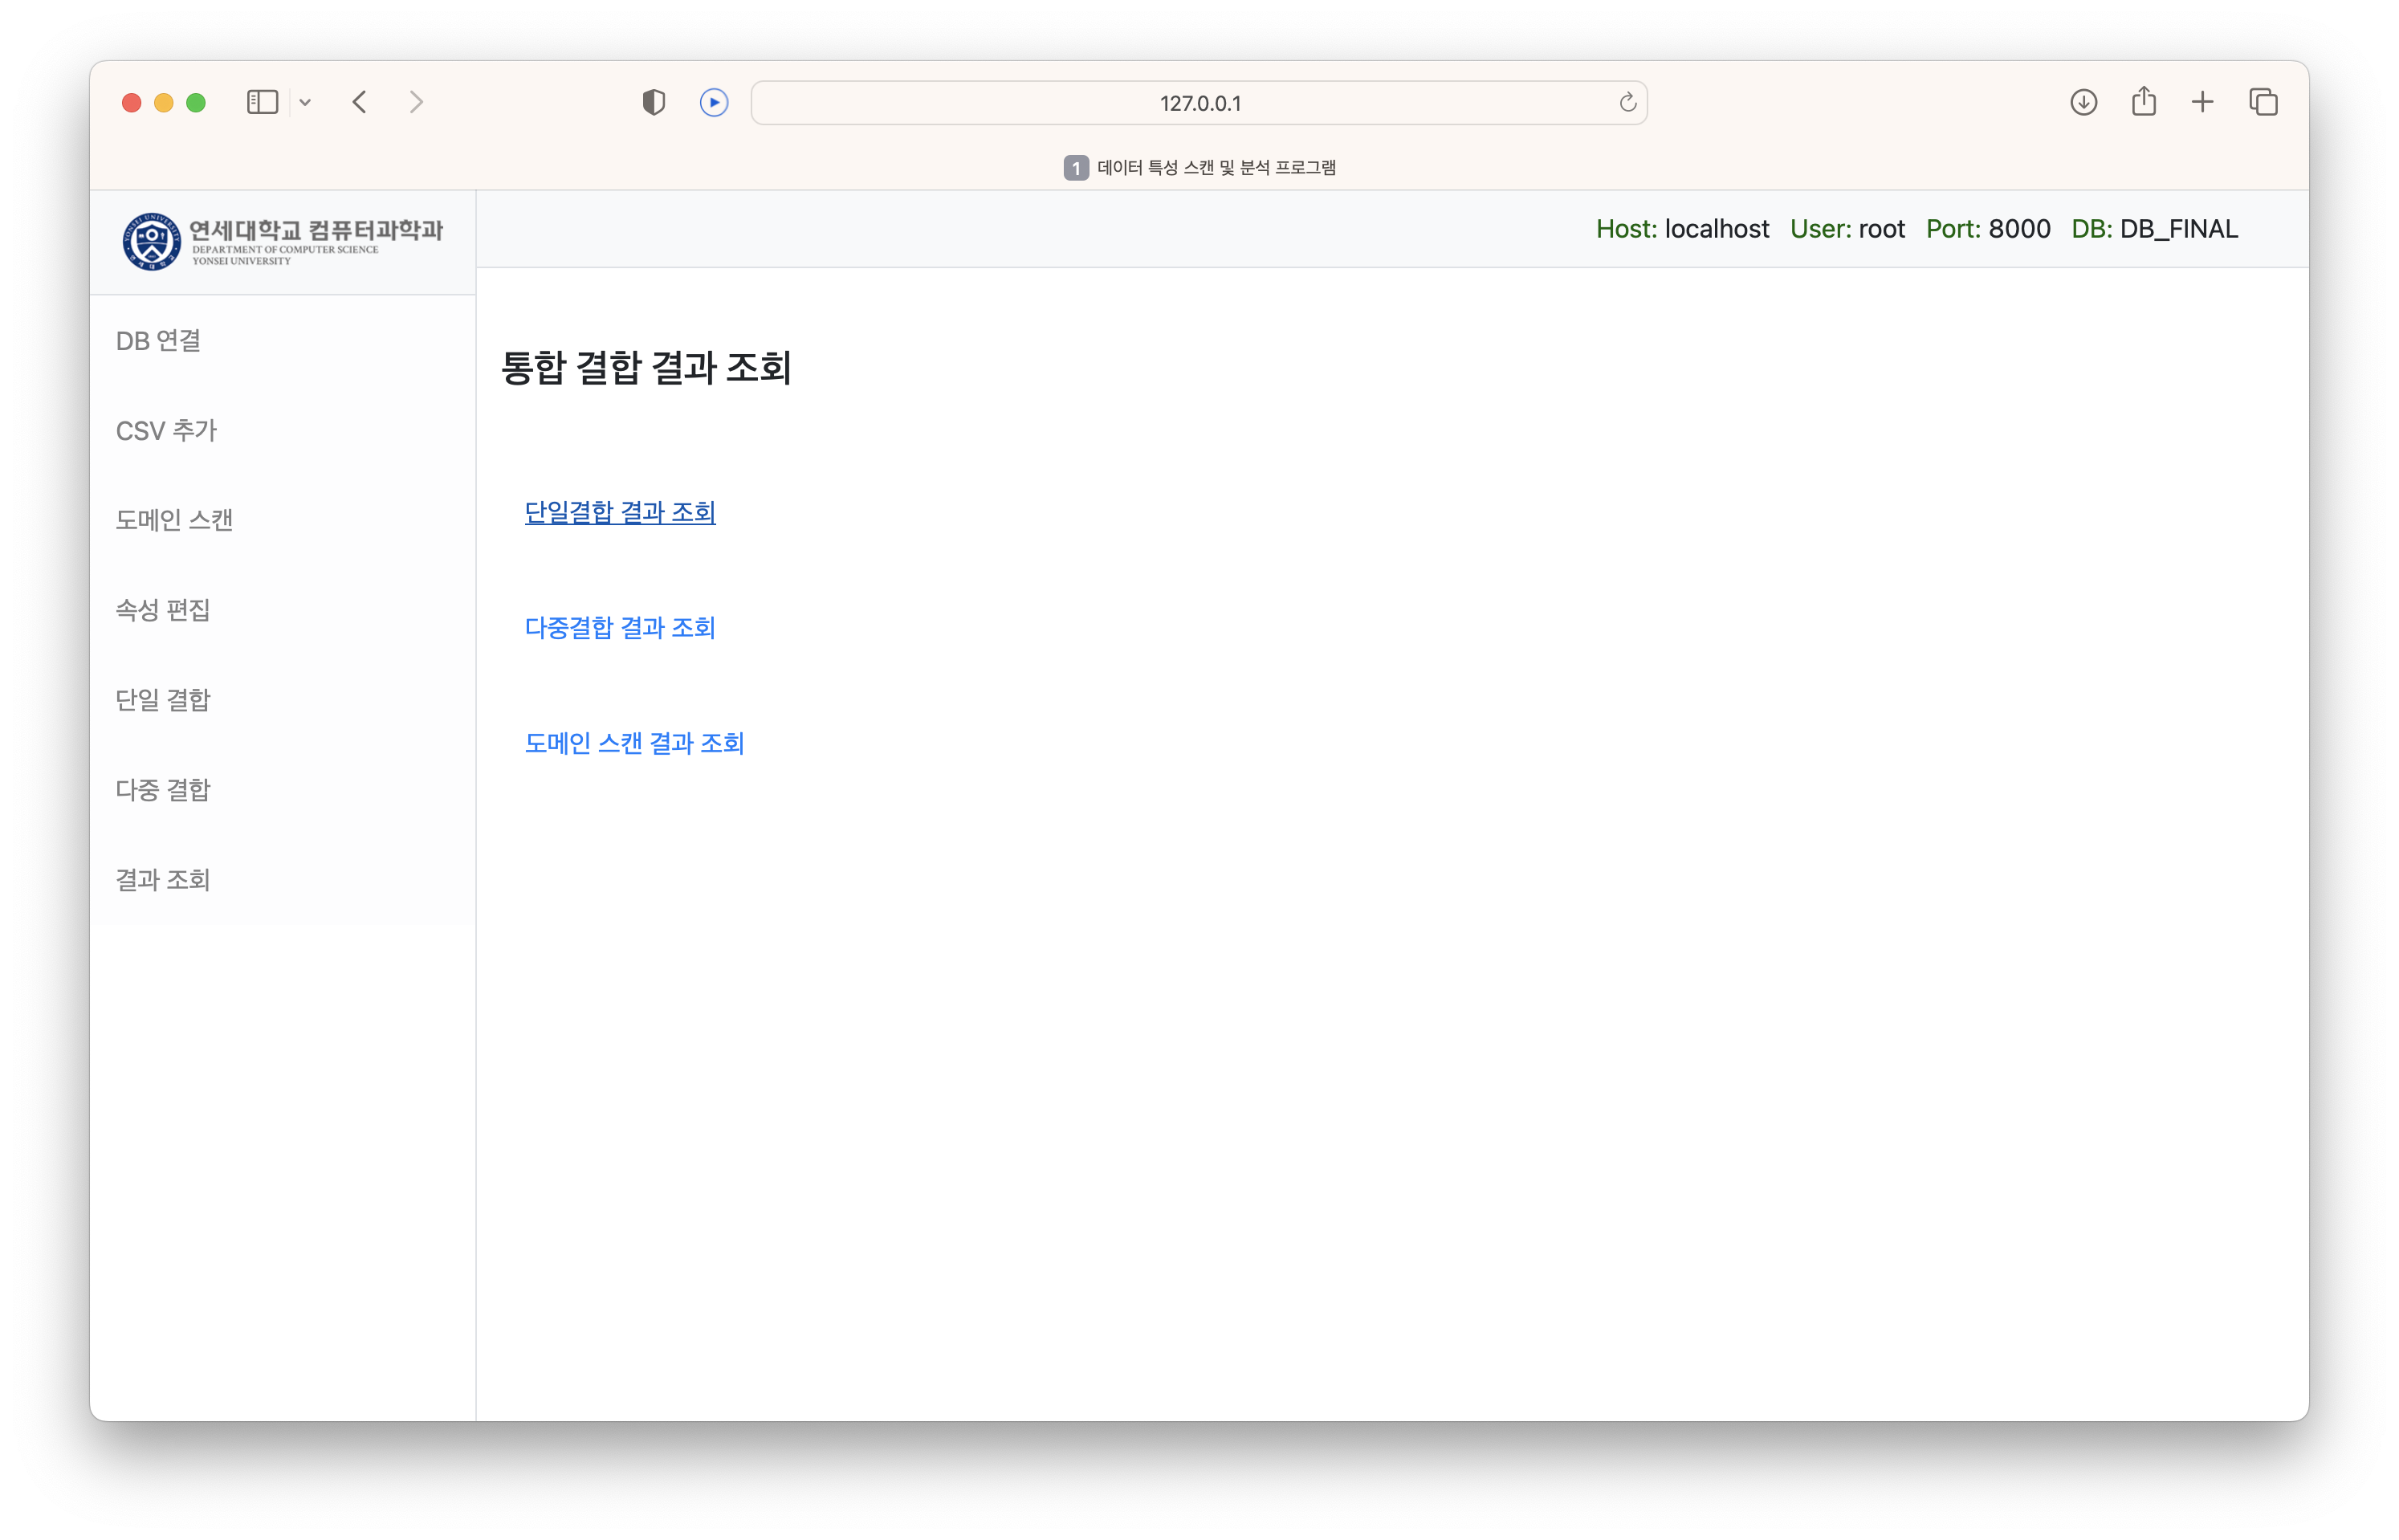 127.0.0.1
1 데이터 특성 스캔 및 분석 프로그램
연세대학교 컴퓨터과학과
DEPARTMENT OF COMPUTER SCIENCE
YONSEI UNIVERSITY
Host: localhost User: root Port: 8000 DB: DB_FINAL
DB 연결
CSV 추가
도메인 스캔
속성 편집
단일 결합
다중 결합
결과 조회
통합 결합 결과 조회
단일결합 결과 조회
다중결합 결과 조회
도메인 스캔 결과 조회